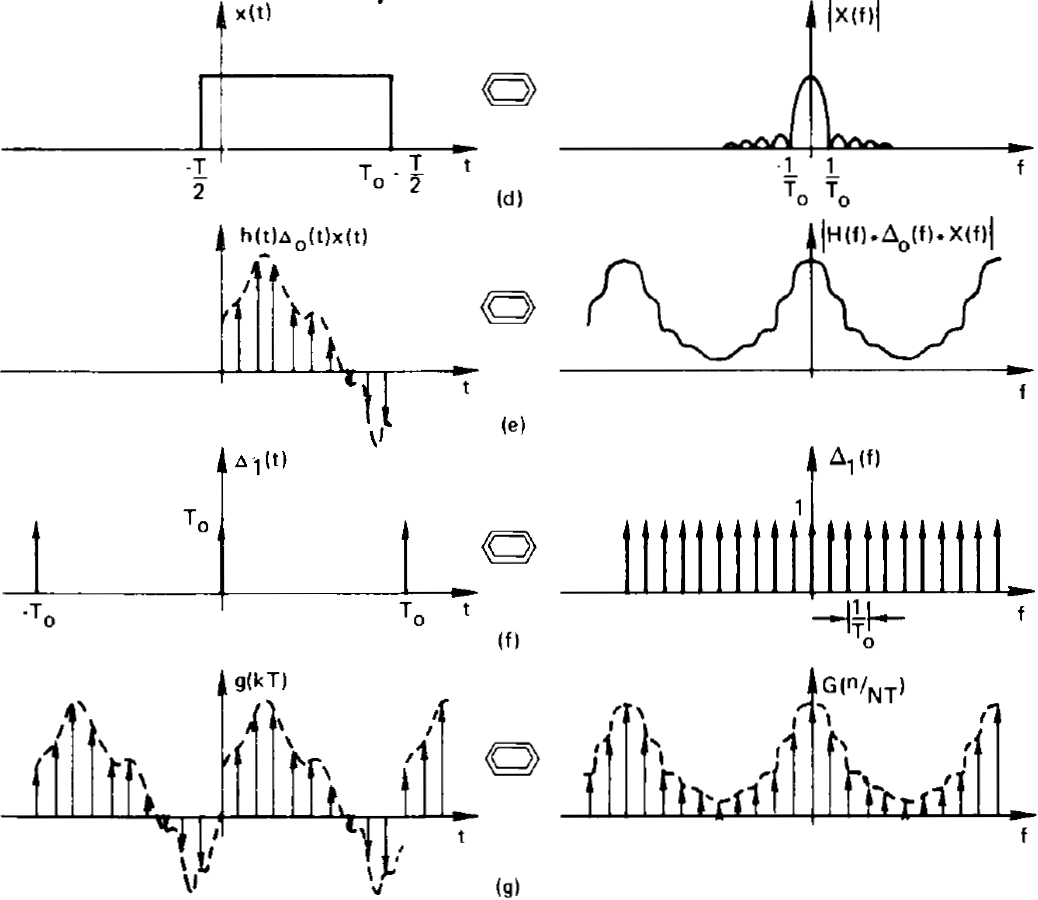 x(t)
|X(f)|
-T/2
T₀ - T/2
t
-1/T₀
1/T₀
f
(d)
h(t)Δ₀(t)x(t)
|H(f)*Δ₀(f)*X(f)|
t
f
(e)
Δ₁(t)
Δ₁(f)
T₀
1
-T₀
T₀
t
f
1/T₀
(f)
g(kT)
G(n/NT)
t
f
(g)